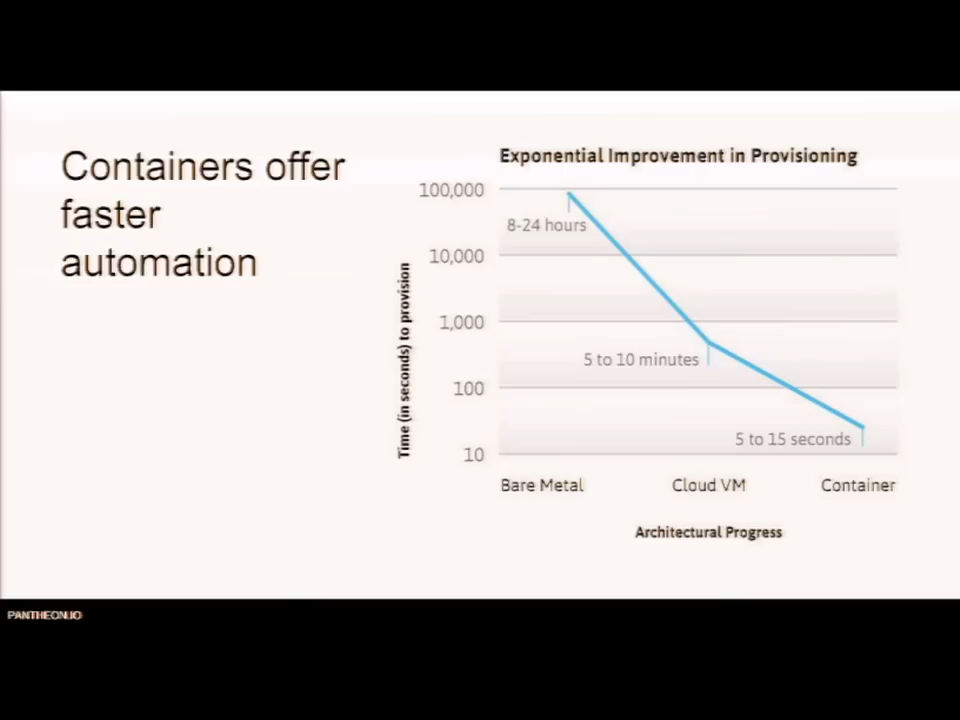 Containers offer
faster
automation
Exponential Improvement in Provisioning
100,000
8-24 hours
10,000
Time (in seconds) to provision
1,000
5 to 10 minutes
100
5 to 15 seconds
10
Bare Metal Cloud VM Container
Architectural Progress
PANTHEON.IO